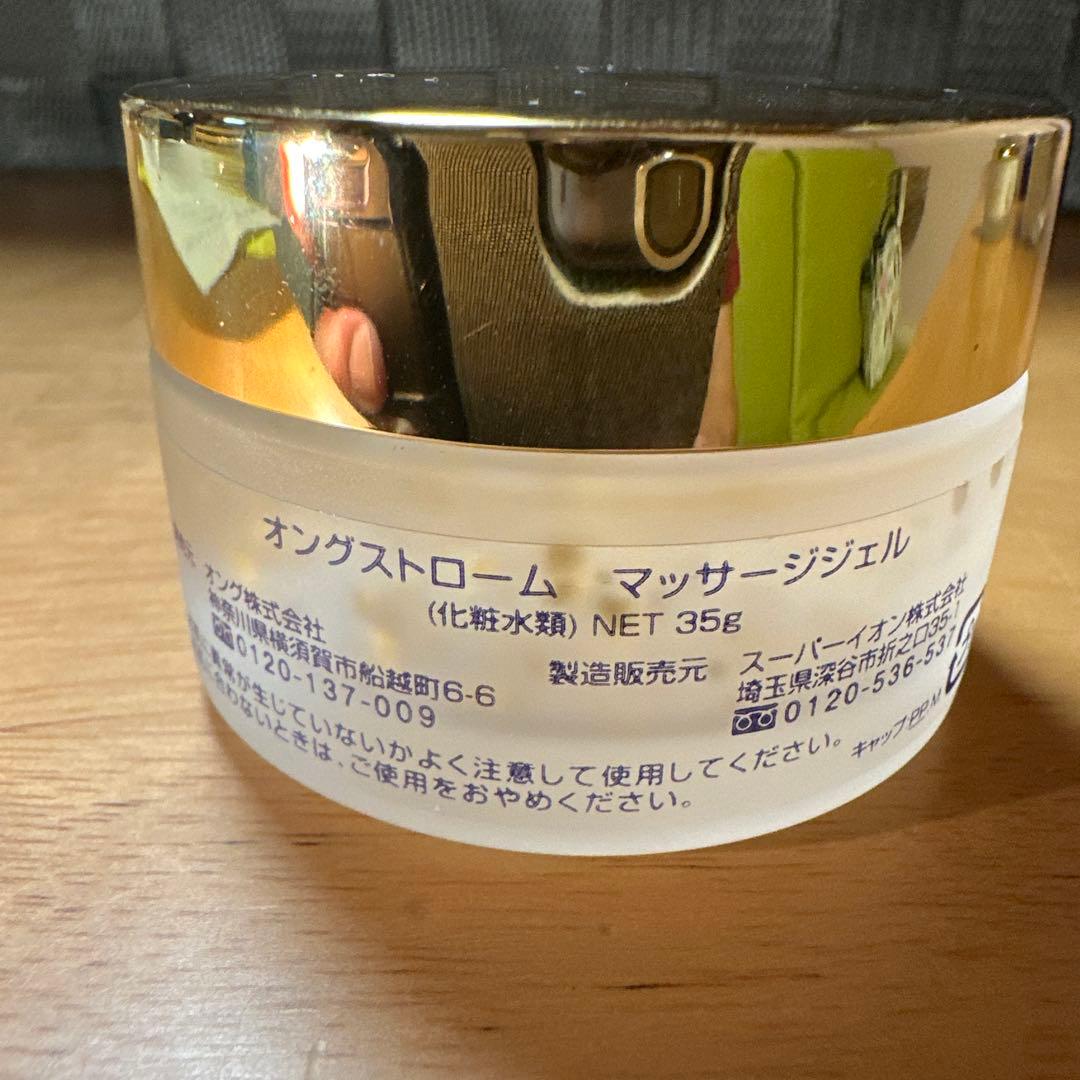 オングストローム マッサージジェル
(化粧水類) NET 35g
オング株式会社
神奈川県横須賀市船越町6-6
0120-137-009
製造販売元
スーパーイオン株式会社
埼玉県深谷市折之口35-1
0120-536-537
異常が生じていないかよく注意して使用してください。
合わないときは、ご使用をおやめください。
キャップ:PP,M